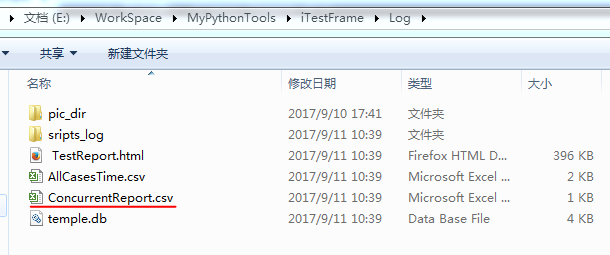 文档 (E:) WorkSpace MyPythonTools iTestFrame Log
共享 新建文件夹
名称 修改日期 类型 大小
pic_dir 2017/9/10 17:41 文件夹
sripts_log 2017/9/11 10:39 文件夹
TestReport.html 2017/9/11 10:39 Firefox HTML D... 396 KB
AllCasesTime.csv 2017/9/11 10:39 Microsoft Excel ... 2 KB
ConcurrentReport.csv 2017/9/11 10:39 Microsoft Excel ... 1 KB
temple.db 2017/9/11 10:39 Data Base File 4 KB